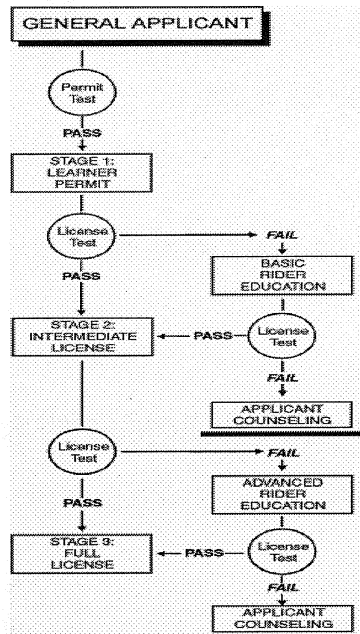 GENERAL APPLICANT
Permit
Test
PASS
STAGE 1:
LEARNER
PERMIT
License
Test
FAIL
PASS
BASIC
RIDER
EDUCATION
STAGE 2:
INTERMEDIATE
LICENSE
PASS
License
Test
FAIL
APPLICANT
COUNSELING
License
Test
FAIL
PASS
ADVANCED
RIDER
EDUCATION
STAGE 3:
FULL
LICENSE
PASS
License
Test
FAIL
APPLICANT
COUNSELING